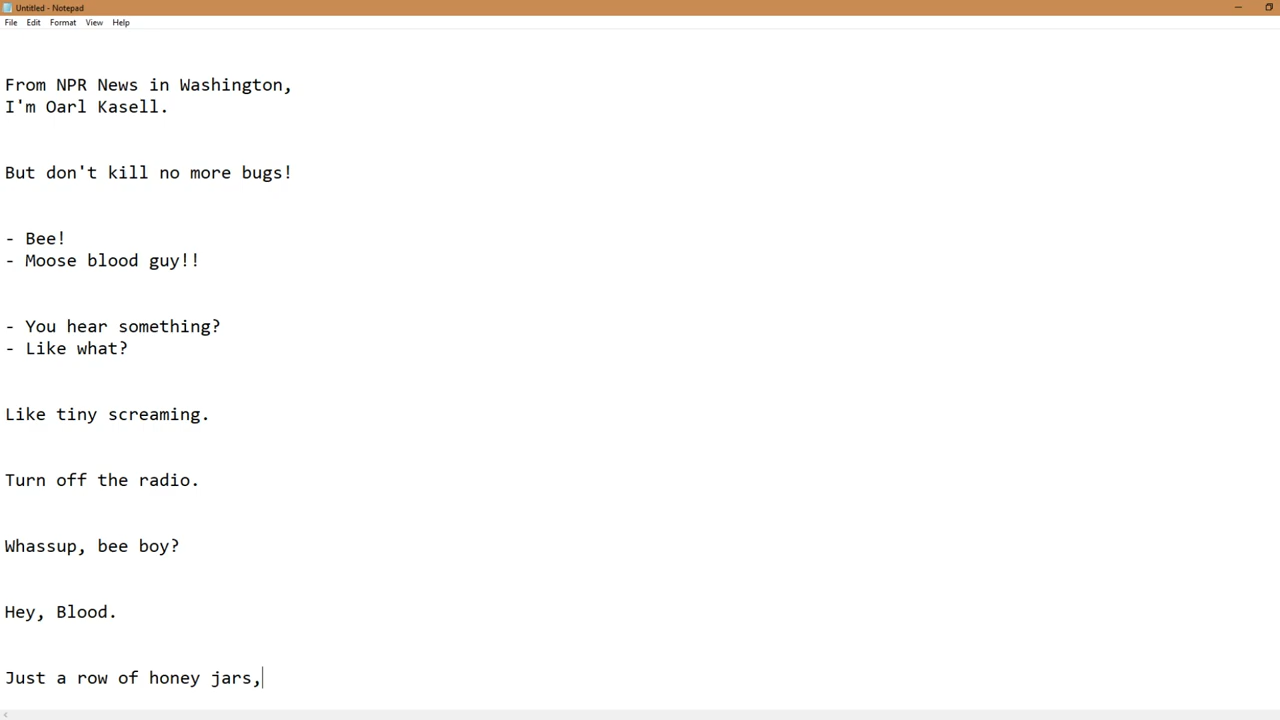 Untitled - Notepad
File Edit Format View Help
From NPR News in Washington,
I'm Oarl Kasell.
But don't kill no more bugs!
- Bee!
- Moose blood guy!!
- You hear something?
- Like what?
Like tiny screaming.
Turn off the radio.
Whassup, bee boy?
Hey, Blood.
Just a row of honey jars,